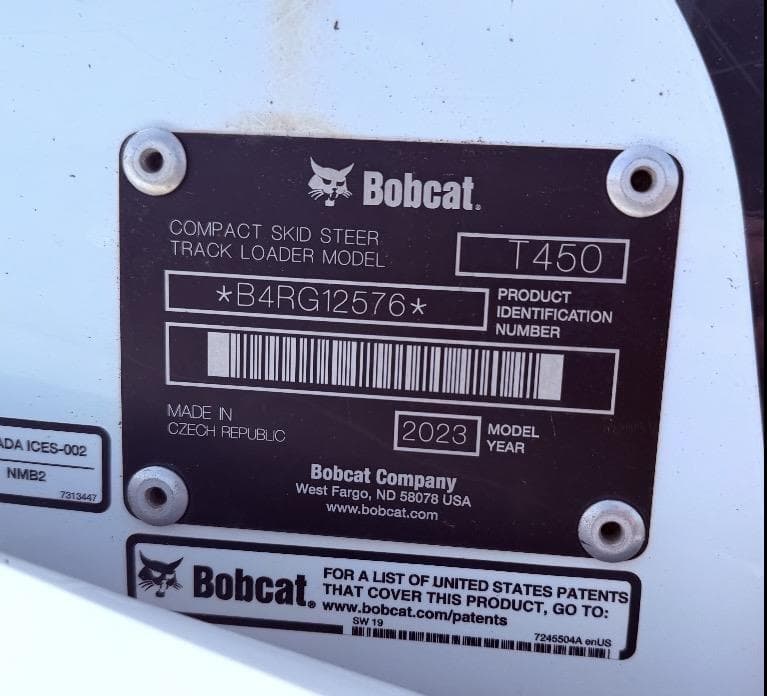 Bobcat.
COMPACT SKID STEER
TRACK LOADER MODEL
T450
*B4RG12576*
PRODUCT
IDENTIFICATION
NUMBER
MADE IN
CZECH REPUBLIC
2023
MODEL
YEAR
Bobcat Company
West Fargo, ND 58078 USA
www.bobcat.com
ICES-002
NMB2
7313447
Bobcat.
FOR A LIST OF UNITED STATES PATENTS
THAT COVER THIS PRODUCT, GO TO:
www.bobcat.com/patents
SW 19
7245504A enUS